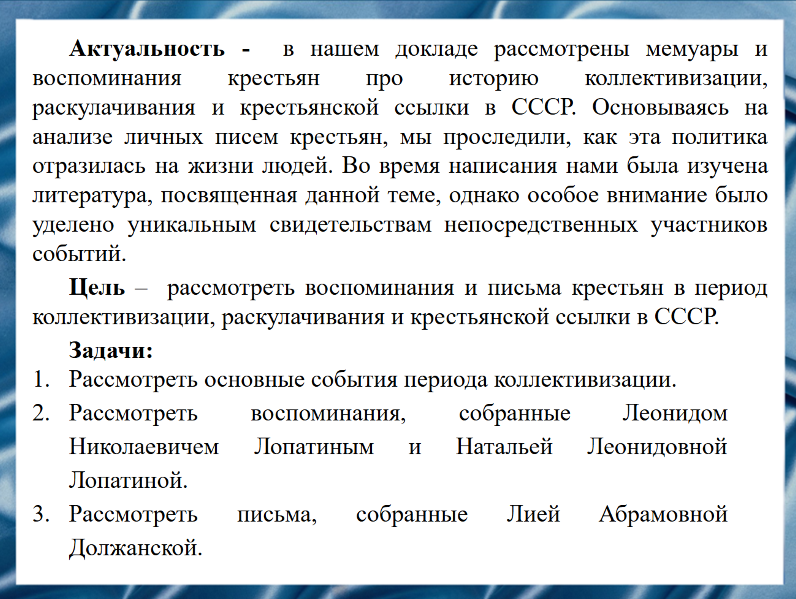 Актуальность - в нашем докладе рассмотрены мемуары и
воспоминания крестьян про историю коллективизации,
раскулачивания и крестьянской ссылки в СССР. Основываясь на
анализе личных писем крестьян, мы проследили, как эта политика
отразилась на жизни людей. Во время написания нами была изучена
литература, посвященная данной теме, однако особое внимание было
уделено уникальным свидетельствам непосредственных участников
событий.
Цель – рассмотреть воспоминания и письма крестьян в период
коллективизации, раскулачивания и крестьянской ссылки в СССР.
Задачи:
1. Рассмотреть основные события периода коллективизации.
2. Рассмотреть воспоминания, собранные Леонидом
Николаевичем Лопатиным и Натальей Леонидовной
Лопатиной.
3. Рассмотреть письма, собранные Лией Абрамовной
Должанской.